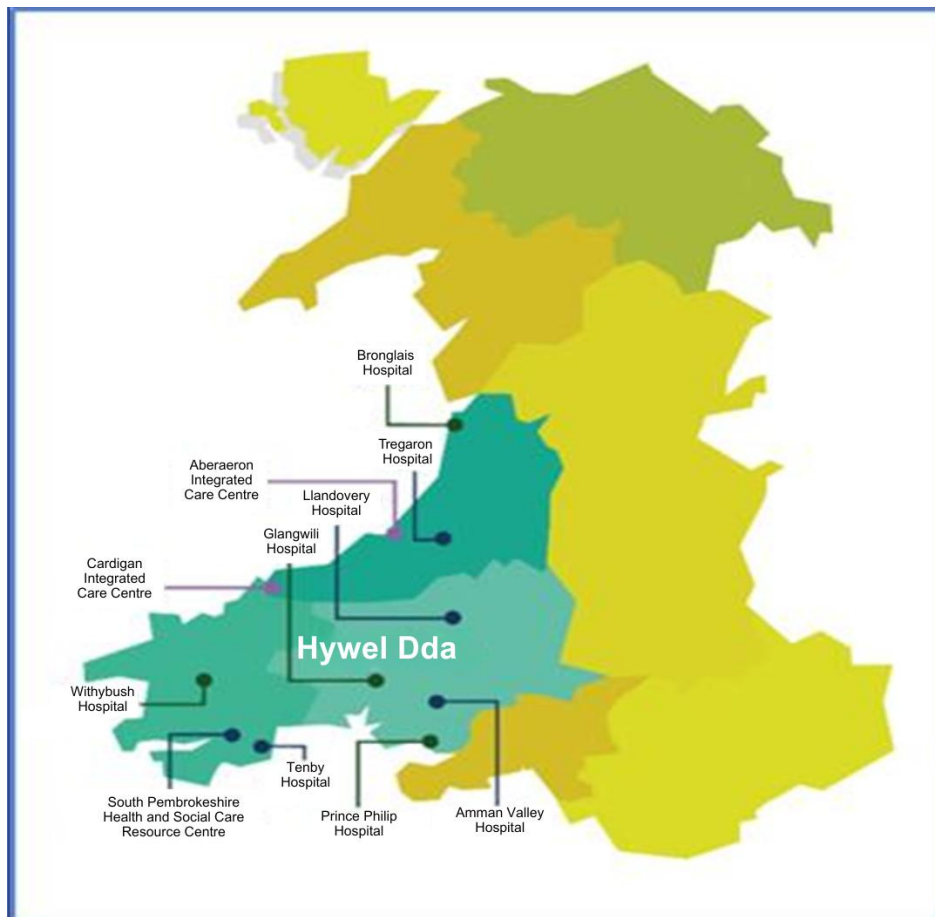 Bronglais
Hospital
Tregaron
Hospital
Aberaeron
Integrated
Care Centre
Llandovery
Hospital
Glangwili
Hospital
Cardigan
Integrated
Care Centre
Hywel Dda
Withybush
Hospital
Tenby
Hospital
South Pembrokeshire
Health and Social Care
Resource Centre
Prince Philip
Hospital
Amman Valley
Hospital